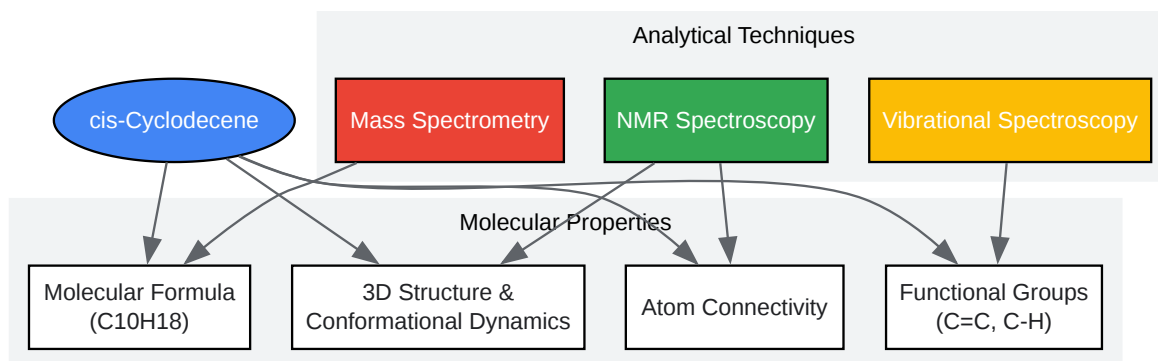 Analytical Techniques
cis-Cyclodecene
Mass Spectrometry
NMR Spectroscopy
Vibrational Spectroscopy
Molecular Properties
Molecular Formula
(C10H18)
3D Structure &
Conformational Dynamics
Atom Connectivity
Functional Groups
(C=C, C-H)